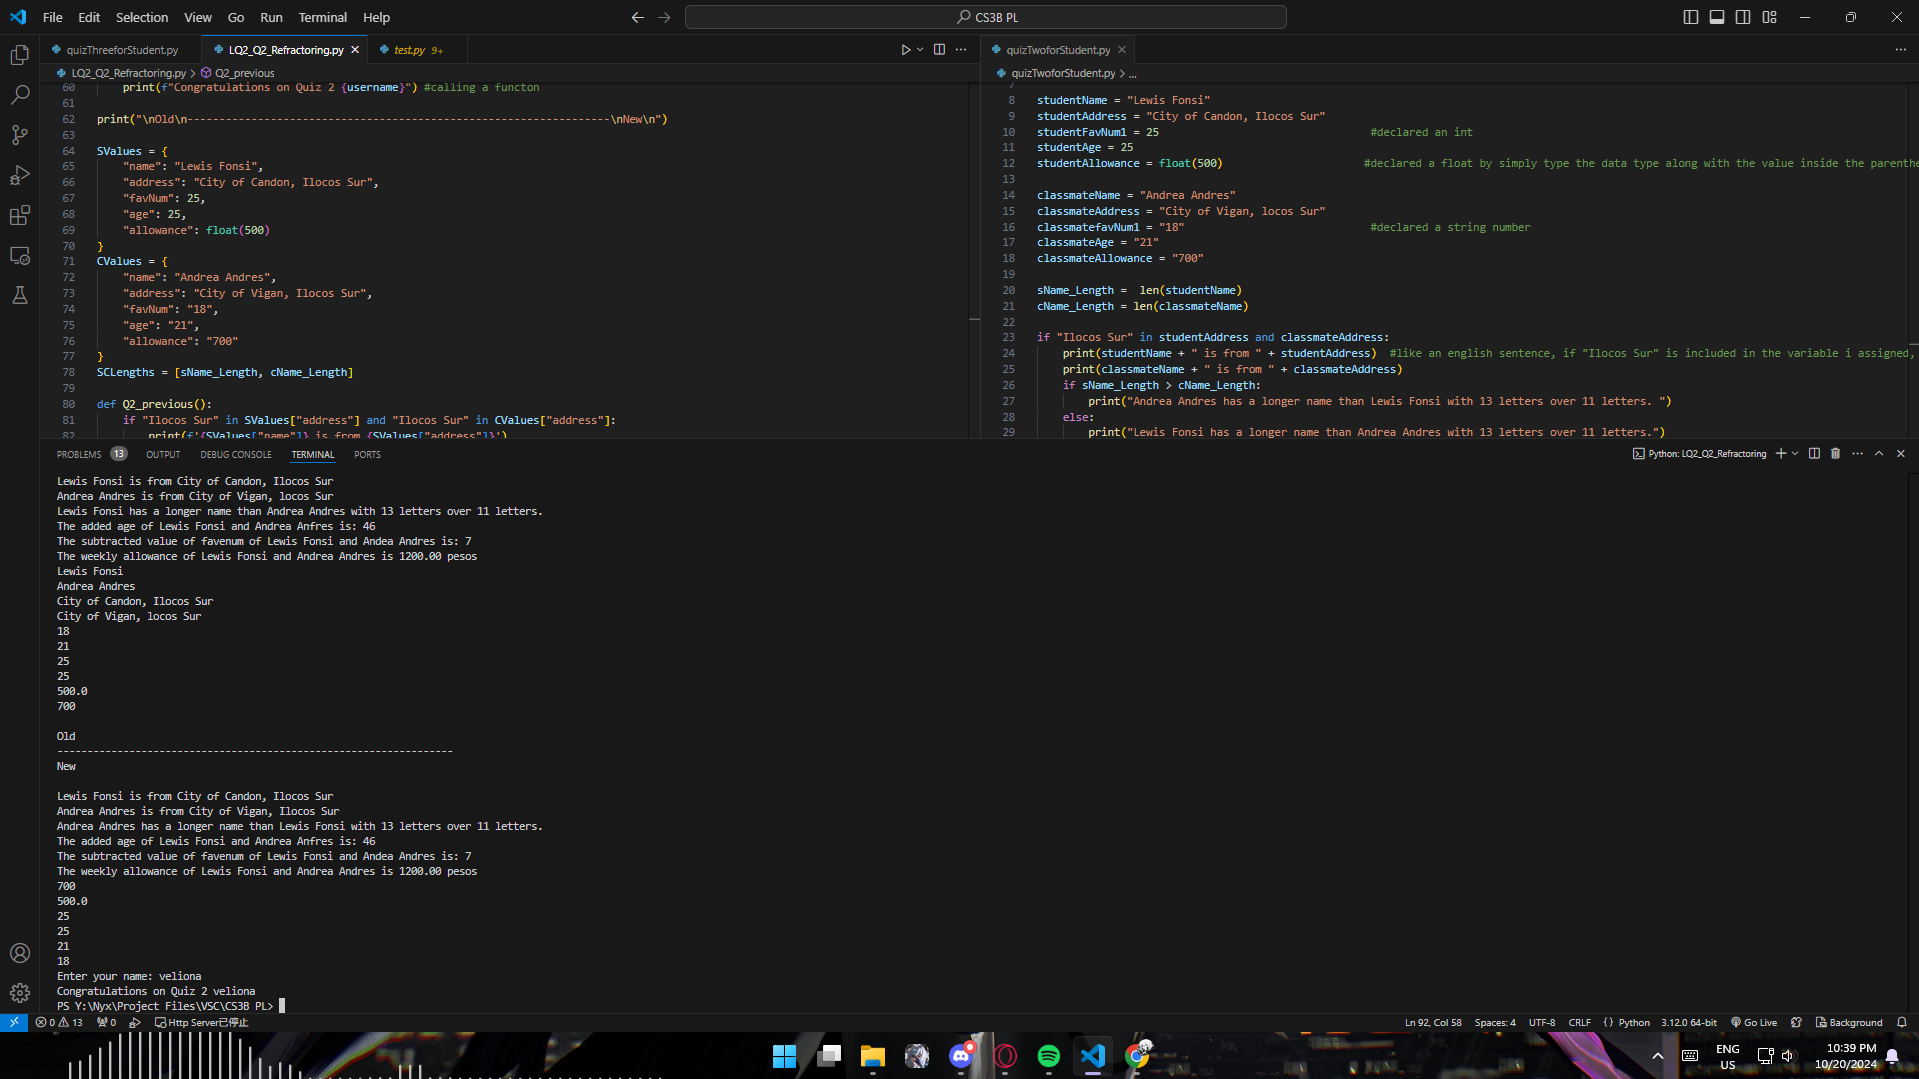 File Edit Selection View Go Run Terminal Help
CS3B PL
quizThreeforStudent.py LQ2_Q2_Refractoring.py test.py 9+
LQ2_Q2_Refractoring.py > Q2_previous
60 print(f"Congratulations on Quiz 2 {username}") #calling a functon
61
62 print("\nOld\n------------------------------------------------------------------\nNew\n")
63
64 SValues = {
65 "name": "Lewis Fonsi",
66 "address": "City of Candon, Ilocos Sur",
67 "favNum": 25,
68 "age": 25,
69 "allowance": float(500)
70 }
71 CValues = {
72 "name": "Andrea Andres",
73 "address": "City of Vigan, Ilocos Sur",
74 "favNum": "18",
75 "age": "21",
76 "allowance": "700"
77 }
78 SCLengths = [sName_Length, cName_Length]
79
80 def Q2_previous():
81 if "Ilocos Sur" in SValues["address"] and "Ilocos Sur" in CValues["address"]:
82 print(f'{SValues["name"]} is from {SValues["address"]}')
quizTwoforStudent.py
quizTwoforStudent.py > ...
7
8 studentName = "Lewis Fonsi"
9 studentAddress = "City of Candon, Ilocos Sur"
10 studentFavNum1 = 25 #declared an int
11 studentAge = 25
12 studentAllowance = float(500) #declared a float by simply type the data type along with the value inside the parenthe
13
14 classmateName = "Andrea Andres"
15 classmateAddress = "City of Vigan, locos Sur"
16 classmatefavNum1 = "18" #declared a string number
17 classmateAge = "21"
18 classmateAllowance = "700"
19
20 sName_Length = len(studentName)
21 cName_Length = len(classmateName)
22
23 if "Ilocos Sur" in studentAddress and classmateAddress:
24 print(studentName + " is from " + studentAddress) #like an english sentence, if "Ilocos Sur" is included in the variable i assigned,
25 print(classmateName + " is from " + classmateAddress)
26 if sName_Length > cName_Length:
27 print("Andrea Andres has a longer name than Lewis Fonsi with 13 letters over 11 letters. ")
28 else:
29 print("Lewis Fonsi has a longer name than Andrea Andres with 13 letters over 11 letters.")
PROBLEMS 13 OUTPUT DEBUG CONSOLE TERMINAL PORTS
Python: LQ2_Q2_Refractoring
Lewis Fonsi is from City of Candon, Ilocos Sur
Andrea Andres is from City of Vigan, locos Sur
Lewis Fonsi has a longer name than Andrea Andres with 13 letters over 11 letters.
The added age of Lewis Fonsi and Andrea Anfres is: 46
The subtracted value of favenum of Lewis Fonsi and Andea Andres is: 7
The weekly allowance of Lewis Fonsi and Andrea Andres is 1200.00 pesos
Lewis Fonsi
Andrea Andres
City of Candon, Ilocos Sur
City of Vigan, locos Sur
18
21
25
25
500.0
700
Old
------------------------------------------------------------------
New
Lewis Fonsi is from City of Candon, Ilocos Sur
Andrea Andres is from City of Vigan, Ilocos Sur
Andrea Andres has a longer name than Lewis Fonsi with 13 letters over 11 letters.
The added age of Lewis Fonsi and Andrea Anfres is: 46
The subtracted value of favenum of Lewis Fonsi and Andea Andres is: 7
The weekly allowance of Lewis Fonsi and Andrea Andres is 1200.00 pesos
700
500.0
25
25
21
18
Enter your name: veliona
Congratulations on Quiz 2 veliona
PS Y:\Nyx\Project Files\VSC\CS3B PL>
0 13 0 Http Server已停止
Ln 92, Col 58 Spaces: 4 UTF-8 CRLF Python 3.12.0 64-bit Go Live Background
ENG
US
10:39 PM
10/20/2024